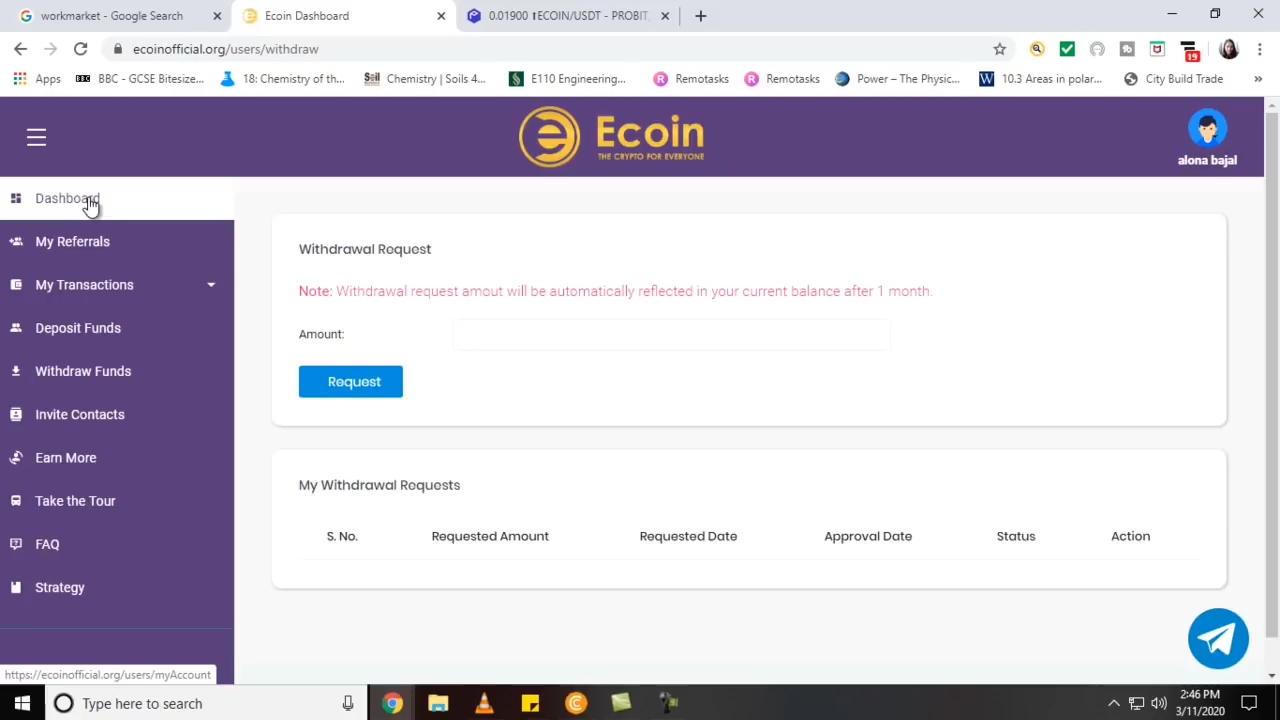 workmarket - Google Search
Ecoin Dashboard
0.01900 ⬆ECOIN/USDT - PROBIT,
ecoinofficial.org/users/withdraw
19
Apps
BBC - GCSE Bitesize...
18: Chemistry of th...
Chemistry | Soils 4...
E110 Engineering...
Remotasks
Remotasks
Power – The Physic...
10.3 Areas in polar...
City Build Trade
Ecoin
THE CRYPTO FOR EVERYONE
alona bajal
Dashboard
My Referrals
My Transactions
Deposit Funds
Withdraw Funds
Invite Contacts
Earn More
Take the Tour
FAQ
Strategy
Withdrawal Request
Note: Withdrawal request amout will be automatically reflected in your current balance after 1 month.
Amount:
Request
My Withdrawal Requests
S. No. Requested Amount Requested Date Approval Date Status Action
https://ecoinofficial.org/users/myAccount
Type here to search
2:46 PM
3/11/2020